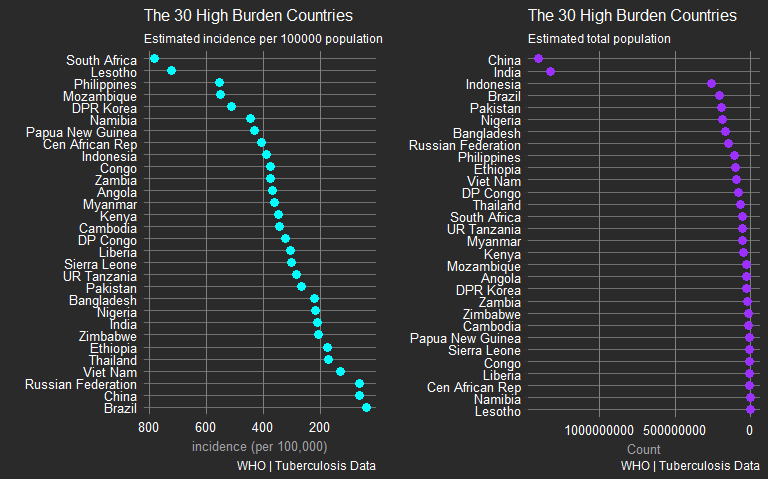 The 30 High Burden Countries
Estimated incidence per 100000 population
South Africa
Lesotho
Philippines
Mozambique
DPR Korea
Namibia
Papua New Guinea
Cen African Rep
Indonesia
Congo
Zambia
Angola
Myanmar
Kenya
Cambodia
DP Congo
Liberia
Sierra Leone
UR Tanzania
Pakistan
Bangladesh
Nigeria
India
Zimbabwe
Ethiopia
Thailand
Viet Nam
Russian Federation
China
Brazil
800 600 400 200
incidence (per 100,000)
WHO | Tuberculosis Data
The 30 High Burden Countries
Estimated total population
China
India
Indonesia
Brazil
Pakistan
Nigeria
Bangladesh
Russian Federation
Philippines
Ethiopia
Viet Nam
DP Congo
Thailand
South Africa
UR Tanzania
Myanmar
Kenya
Mozambique
Angola
DPR Korea
Zambia
Zimbabwe
Cambodia
Papua New Guinea
Sierra Leone
Congo
Liberia
Cen African Rep
Namibia
Lesotho
1000000000 500000000 0
Count
WHO | Tuberculosis Data